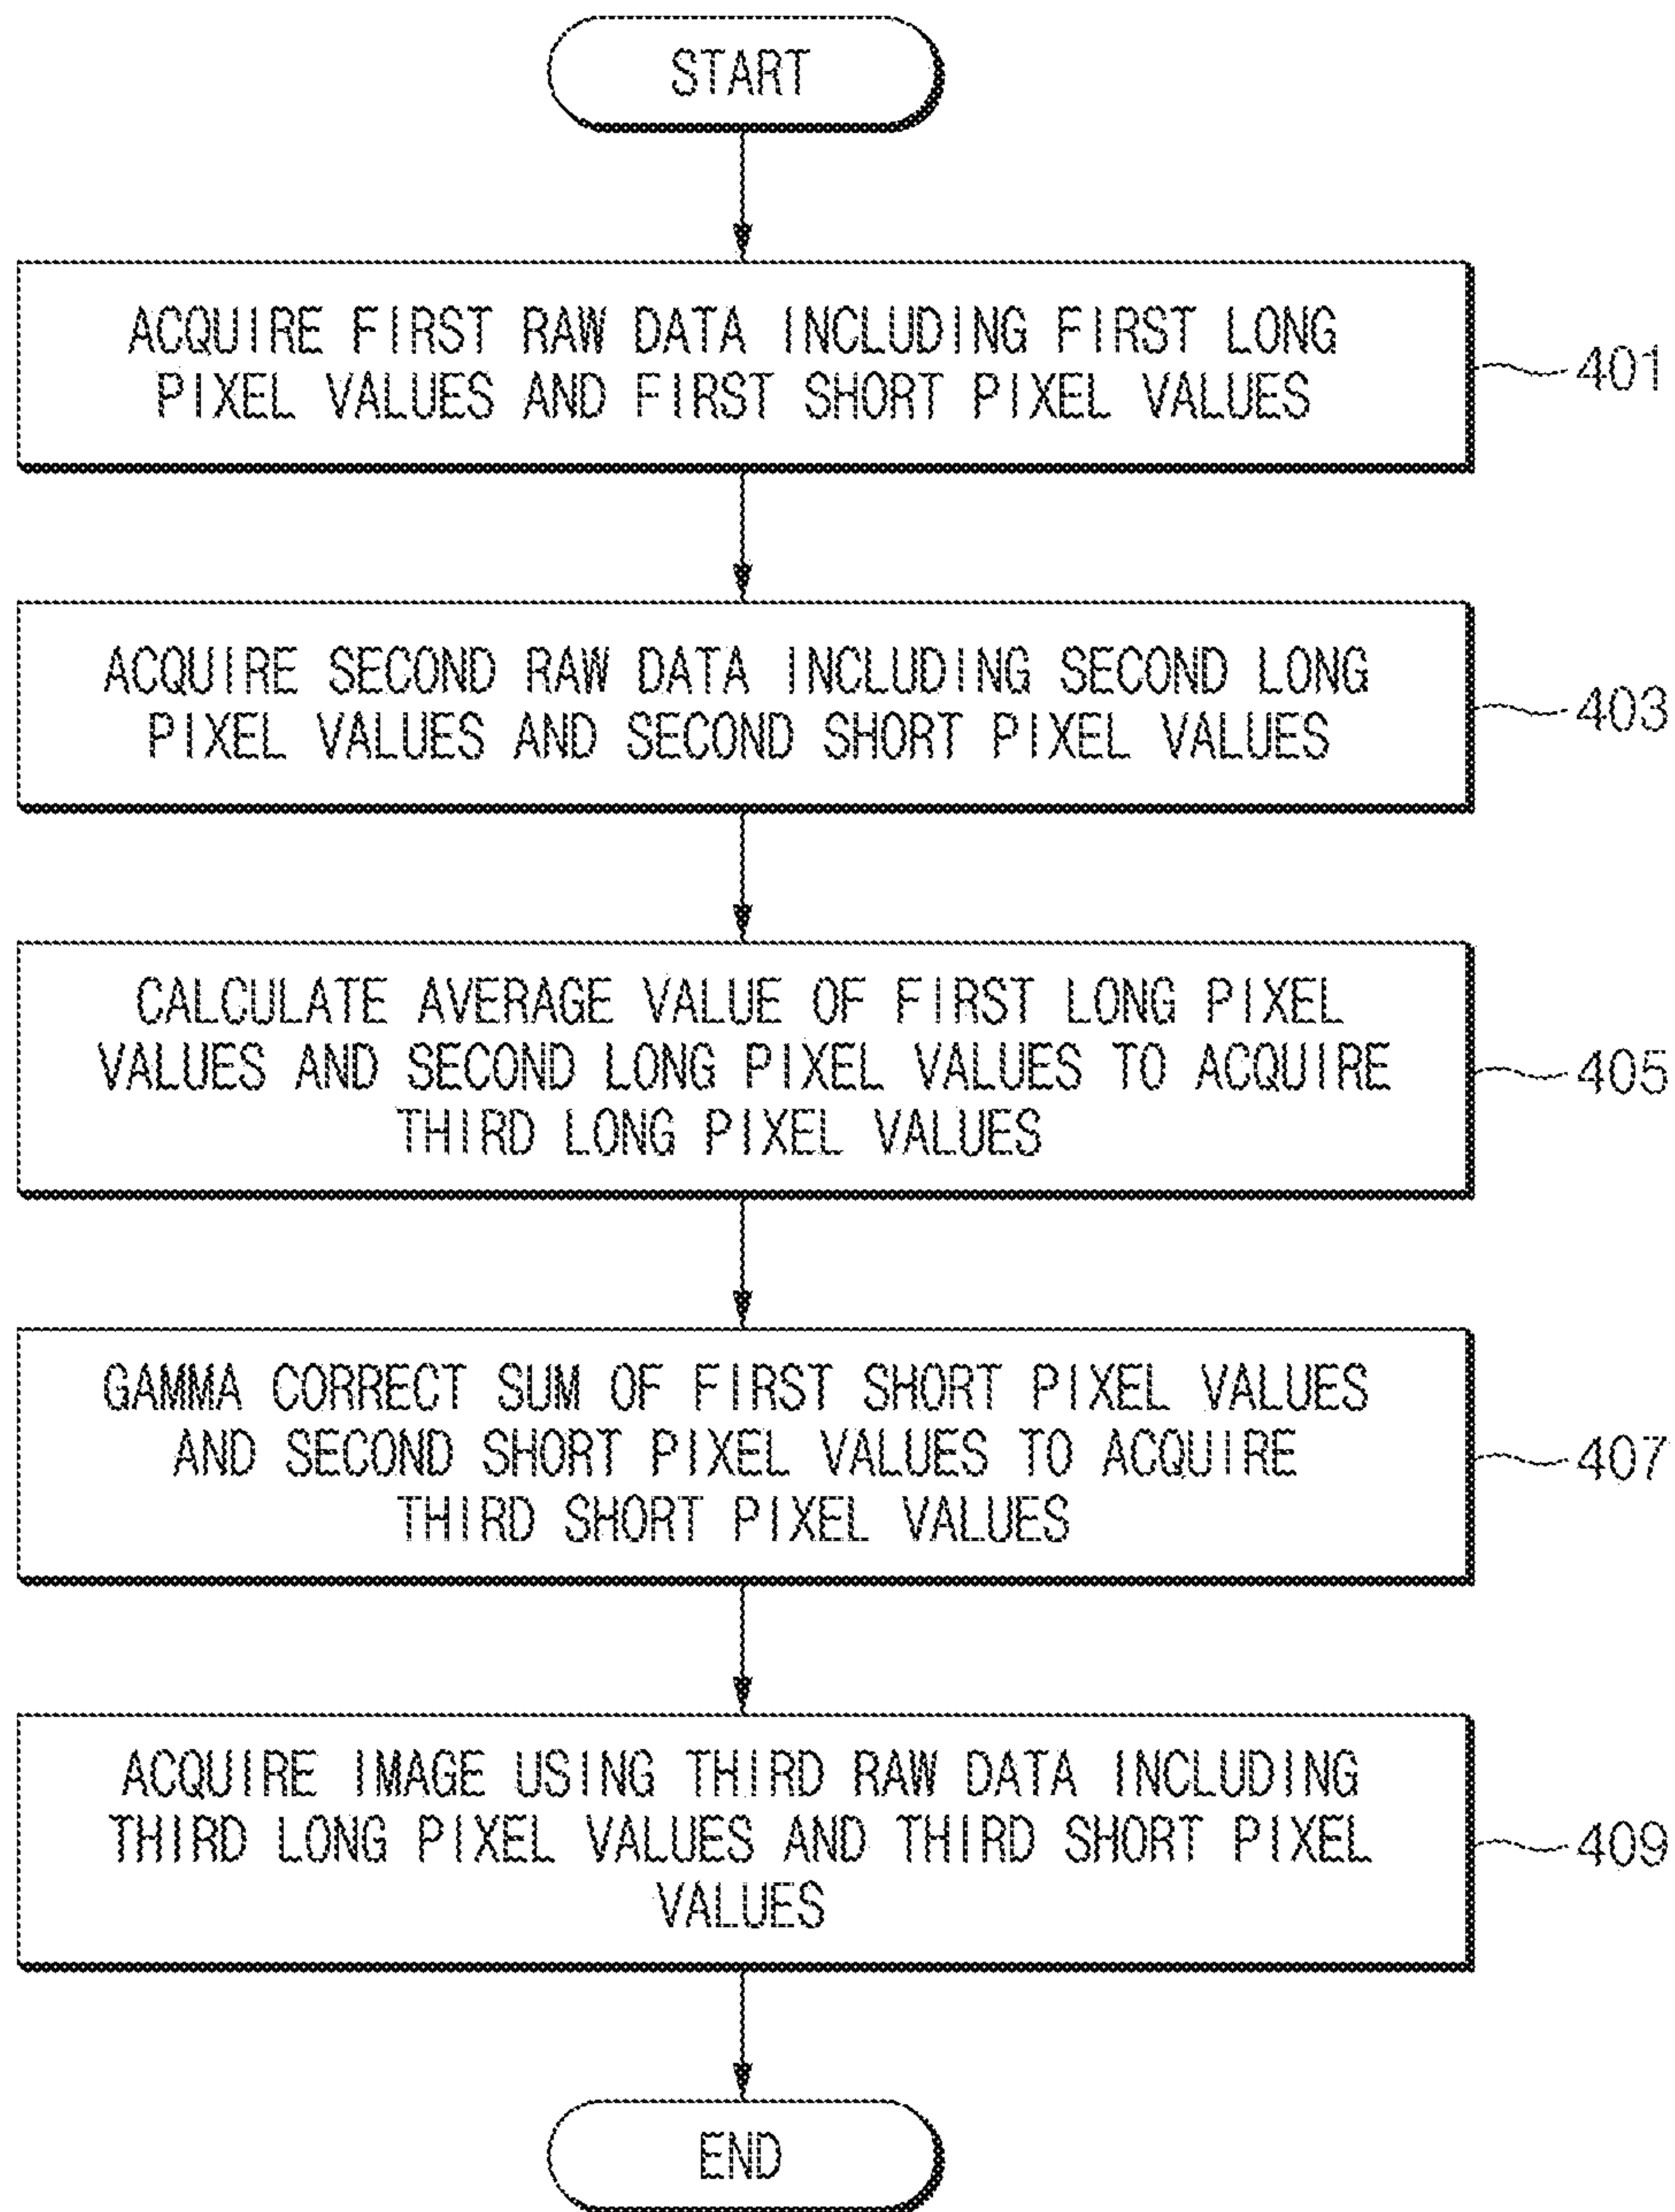 START
ACQUIRE FIRST RAW DATA INCLUDING FIRST LONG
PIXEL VALUES AND FIRST SHORT PIXEL VALUES
401
ACQUIRE SECOND RAW DATA INCLUDING SECOND LONG
PIXEL VALUES AND SECOND SHORT PIXEL VALUES
403
CALCULATE AVERAGE VALUE OF FIRST LONG PIXEL
VALUES AND SECOND LONG PIXEL VALUES TO ACQUIRE
THIRD LONG PIXEL VALUES
405
GAMMA CORRECT SUM OF FIRST SHORT PIXEL VALUES
AND SECOND SHORT PIXEL VALUES TO ACQUIRE
THIRD SHORT PIXEL VALUES
407
ACQUIRE IMAGE USING THIRD RAW DATA INCLUDING
THIRD LONG PIXEL VALUES AND THIRD SHORT PIXEL
VALUES
409
END